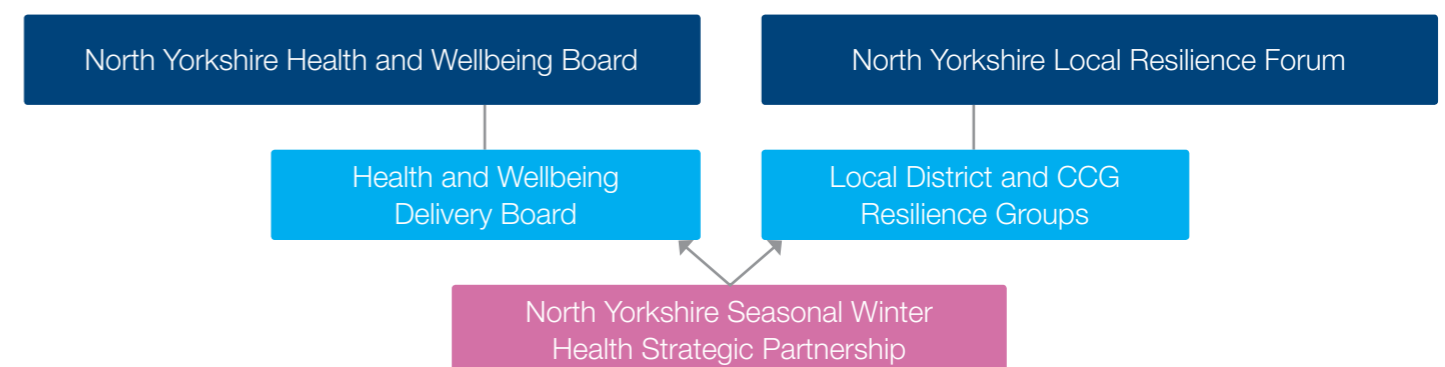 North Yorkshire Health and Wellbeing Board
North Yorkshire Local Resilience Forum
Health and Wellbeing
Delivery Board
Local District and CCG
Resilience Groups
North Yorkshire Seasonal Winter
Health Strategic Partnership